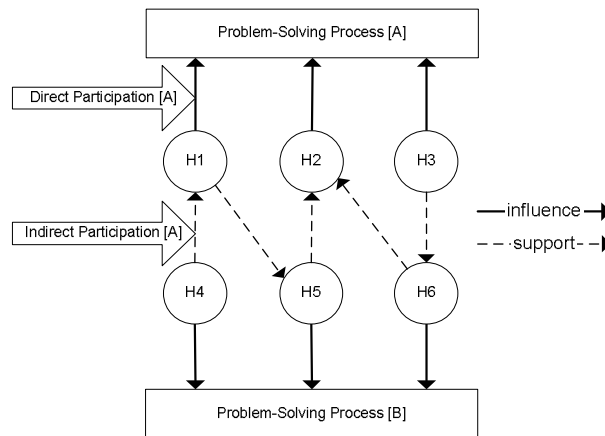 Problem-Solving Process [A]
Direct Participation [A]
H1
H2
H3
influence
Indirect Participation [A]
support
H4
H5
H6
Problem-Solving Process [B]